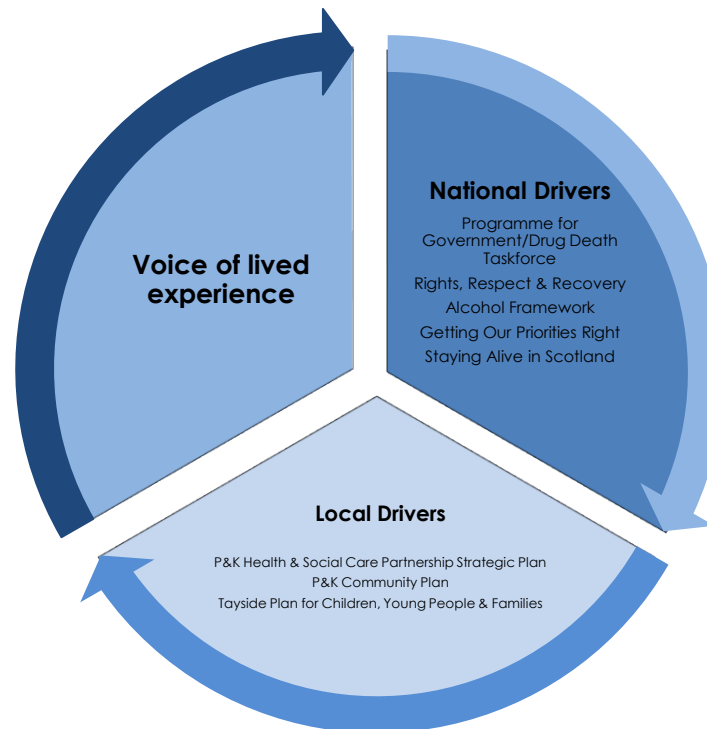 Voice of lived
experience
National Drivers
Programme for
Government/Drug Death
Taskforce
Rights, Respect & Recovery
Alcohol Framework
Getting Our Priorities Right
Staying Alive in Scotland
Local Drivers
P&K Health & Social Care Partnership Strategic Plan
P&K Community Plan
Tayside Plan for Children, Young People & Families